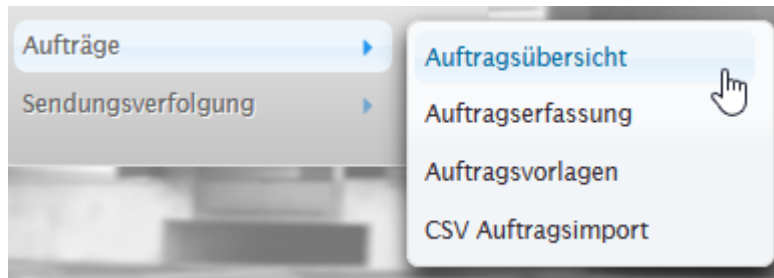 Aufträge
Sendungsverfolgung
Auftragsübersicht
Auftragserfassung
Auftragsvorlagen
CSV Auftragsimport